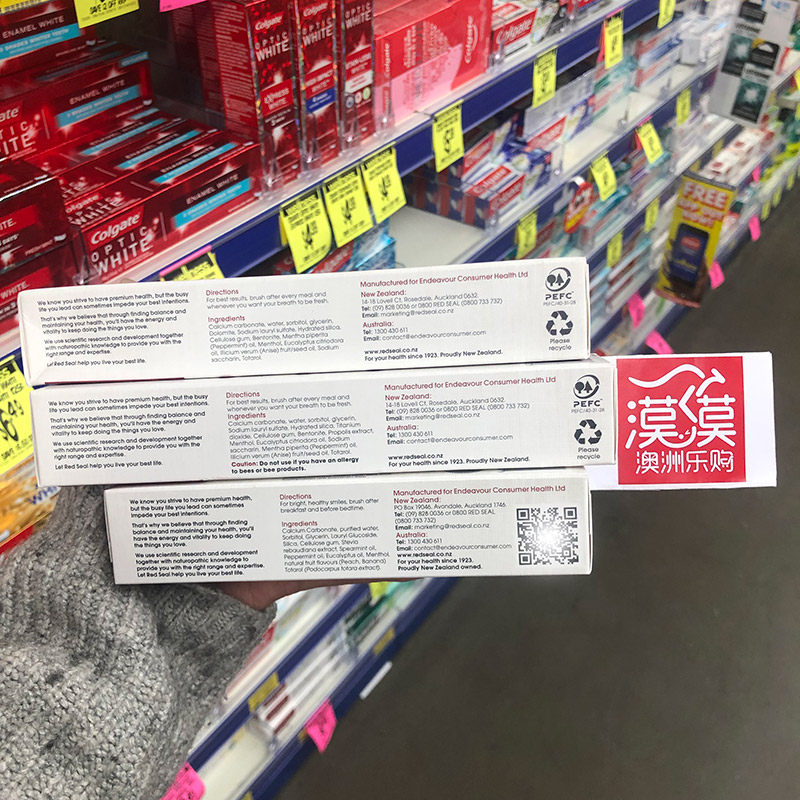 SAVE 2
Colgate
OPTIC
WHITE
Colgate
ENAMEL WHITE
OPTIC
WHITE
ENAMEL WHITE
Colgate
OPTIC
WHITE
ENAMEL WHITE
FREE
We know you strive to have premium health, but the busy
life you lead can sometimes impede your best intentions.
That's why we believe that through finding balance and
maintaining your health, you'll have the energy and
vitality to keep doing the things you love.
We use scientific research and development together
with naturopathic knowledge to provide you with the
right range and expertise.
Let Red Seal help you live your best life.
Directions
For best results, brush after every meal and
whenever you want your breath to be fresh.
Ingredients
Calcium carbonate, water, sorbitol, glycerin,
Dolomite, Sodium lauryl sulfate, Hydrated silica,
Cellulose gum, Bentonite, Mentha piperita
(Peppermint) oil, Menthol, Eucalyptus citrodora
oil, Illicium verum (Anise) fruit/seed oil, Sodium
saccharin, Totarol.
Manufactured for Endeavour Consumer Health Ltd
New Zealand:
14-18 Lovell Ct, Rosedale, Auckland 0632
Tel: (09) 828 0036 or 0800 RED SEAL (0800 733 732)
Email: marketing@redseal.co.nz
Australia:
Tel: 1300 430 611
Email: contact@endeavourconsumer.com
www.redseal.co.nz
For your health since 1923. Proudly New Zealand.
PEFC
PEFC/40-31-28
Please
recycle
We know you strive to have premium health, but the busy
life you lead can sometimes impede your best intentions.
That's why we believe that through finding balance and
maintaining your health, you'll have the energy and
vitality to keep doing the things you love.
We use scientific research and development together
with naturopathic knowledge to provide you with the
right range and expertise.
Let Red Seal help you live your best life.
Directions
For best results, brush after every meal and
whenever you want your breath to be fresh.
Ingredients
Calcium carbonate, water, sorbitol, glycerin,
Sodium lauryl sulfate, Hydrated silica, Titanium
dioxide, Cellulose gum, Bentonite, Propolis extract,
Menthol, Eucalyptus citrodora oil, Sodium
saccharin, Mentha piperita (Peppermint) oil,
Illicium verum (Anise) fruit/seed oil, Totarol.
Caution: Do not use if you have an allergy
to bees or bee products.
Manufactured for Endeavour Consumer Health Ltd
New Zealand:
14-18 Lovell Ct, Rosedale, Auckland 0632
Tel: (09) 828 0036 or 0800 RED SEAL (0800 733 732)
Email: marketing@redseal.co.nz
Australia:
Tel: 1300 430 611
Email: contact@endeavourconsumer.com
www.redseal.co.nz
For your health since 1923. Proudly New Zealand.
PEFC
PEFC/40-31-28
Please
recycle
漠漠
澳洲乐购
We know you strive to have premium health,
but the busy life you lead can sometimes
impede your best intentions.
That's why we believe that through finding
balance and maintaining your health, you'll
have the energy and vitality to keep doing
the things you love.
We use scientific research and development
together with naturopathic knowledge to
provide you with the right range and expertise.
Let Red Seal help you live your best life.
Directions
For bright, healthy smiles, brush after
breakfast and before bedtime.
Ingredients
Calcium Carbonate, purified water,
Sorbitol, Glycerin, Lauryl Glucoside,
Silica, Cellulose gum, Stevia
rebaudiana extract, Spearmint oil,
Peppermint oil, Eucalyptus oil, Menthol,
natural fruit flavours (Peach, Banana)
Totarol (Podocarpus totara extract).
Manufactured for Endeavour Consumer Health Ltd
New Zealand:
PO Box 19046, Avondale, Auckland 1746
Tel: (09) 828 0036 or 0800 RED SEAL
(0800 733 732)
Email: marketing@redseal.co.nz
Australia:
Tel: 1300 430 611
Email: contact@endeavourconsumer.com
www.redseal.co.nz
For your health since 1923.
Proudly New Zealand owned.